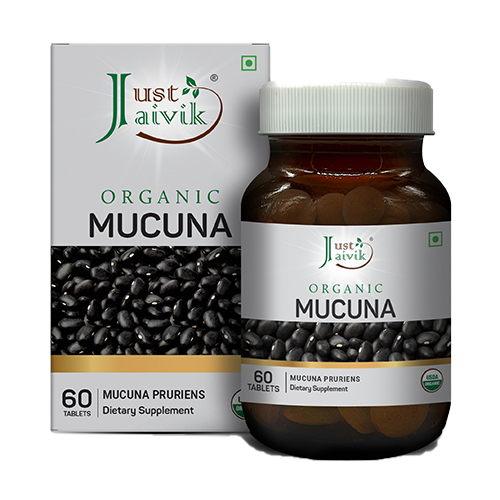 Just
Jaivik
®
ORGANIC
MUCUNA
60
TABLETS
MUCUNA PRURIENS
Dietary Supplement
Just
Jaivik
®
ORGANIC
MUCUNA
60
TABLETS
MUCUNA PRURIENS
Dietary Supplement
USDA
ORGANIC